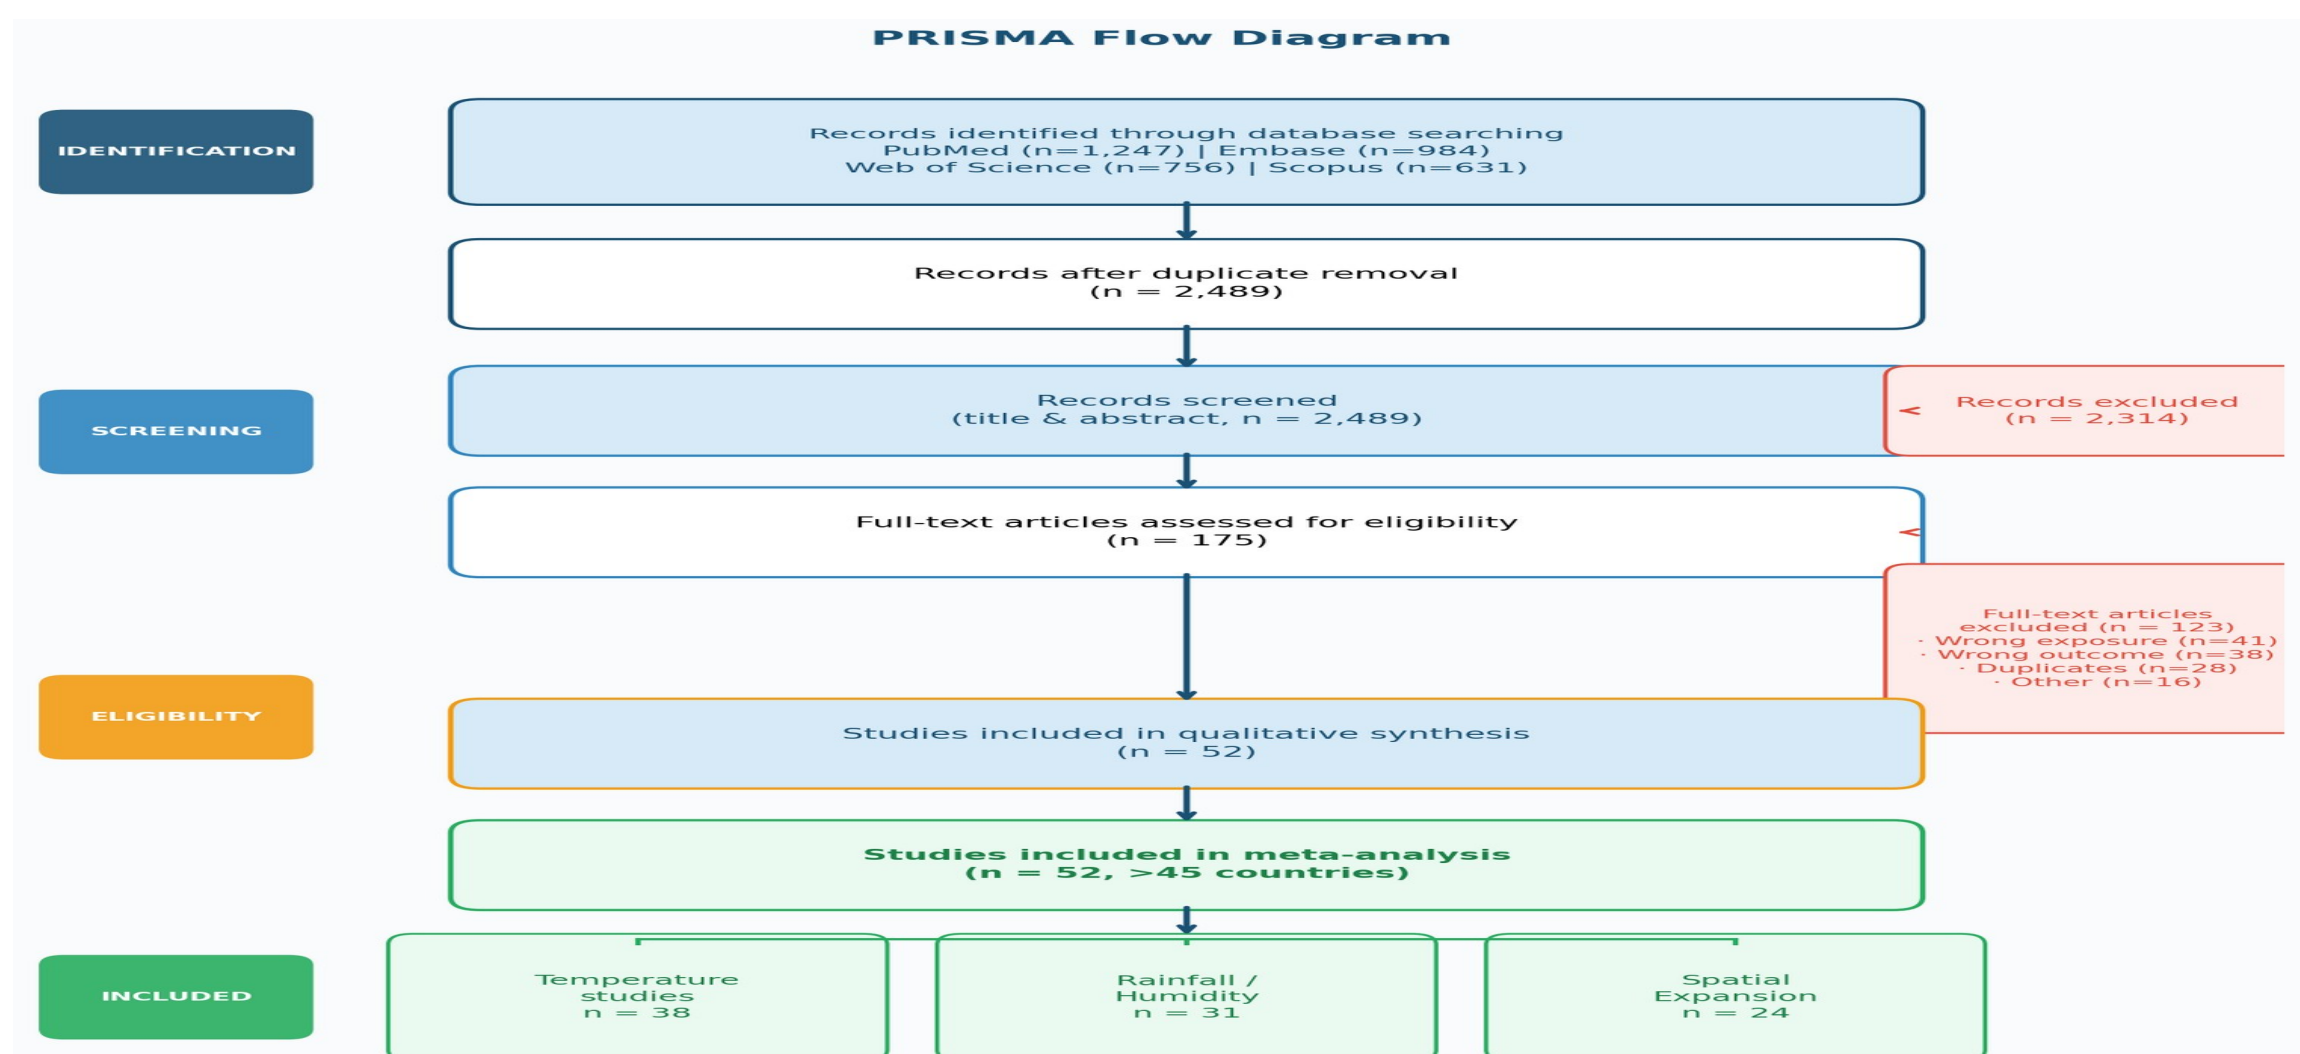 PRISMA Flow Diagram
IDENTIFICATION
Records identified through database searching
PubMed (n=1,247) | Embase (n=984)
Web of Science (n=756) | Scopus (n=631)
Records after duplicate removal
(n = 2,489)
SCREENING
Records screened
(title & abstract, n = 2,489)
Records excluded
(n = 2,314)
Full-text articles assessed for eligibility
(n = 175)
Full-text articles
excluded (n = 123)
· Wrong exposure (n=41)
· Wrong outcome (n=38)
· Duplicates (n=28)
· Other (n=16)
ELIGIBILITY
Studies included in qualitative synthesis
(n = 52)
Studies included in meta-analysis
(n = 52, >45 countries)
INCLUDED
Temperature
studies
n = 38
Rainfall /
Humidity
n = 31
Spatial
Expansion
n = 24